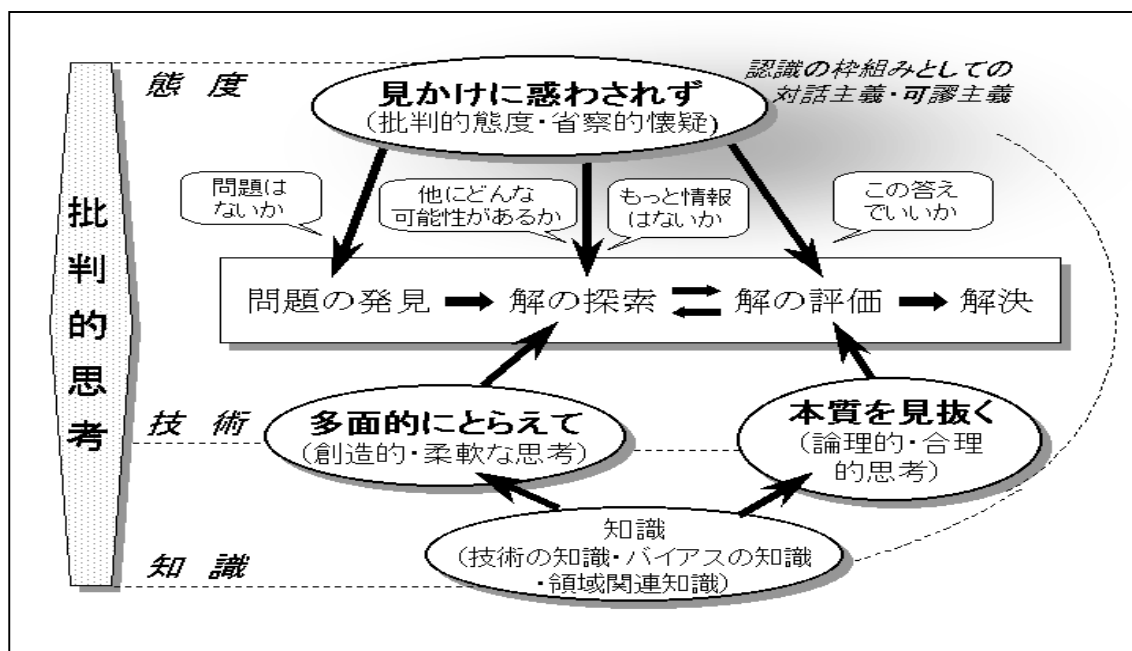 態度
見かけに惑わされず
(批判的態度・省察的懐疑)
認識の枠組みとしての
対話主義・可謬主義
批判的思考
問題は
ないか
他にどんな
可能性があるか
もっと情報
はないか
この答え
でいいか
問題の発見
解の探索
解の評価
解決
技術
多面的にとらえて
(創造的・柔軟な思考)
本質を見抜く
(論理的・合理
的思考)
知識
知識
(技術の知識・バイアスの知識
・領域関連知識)